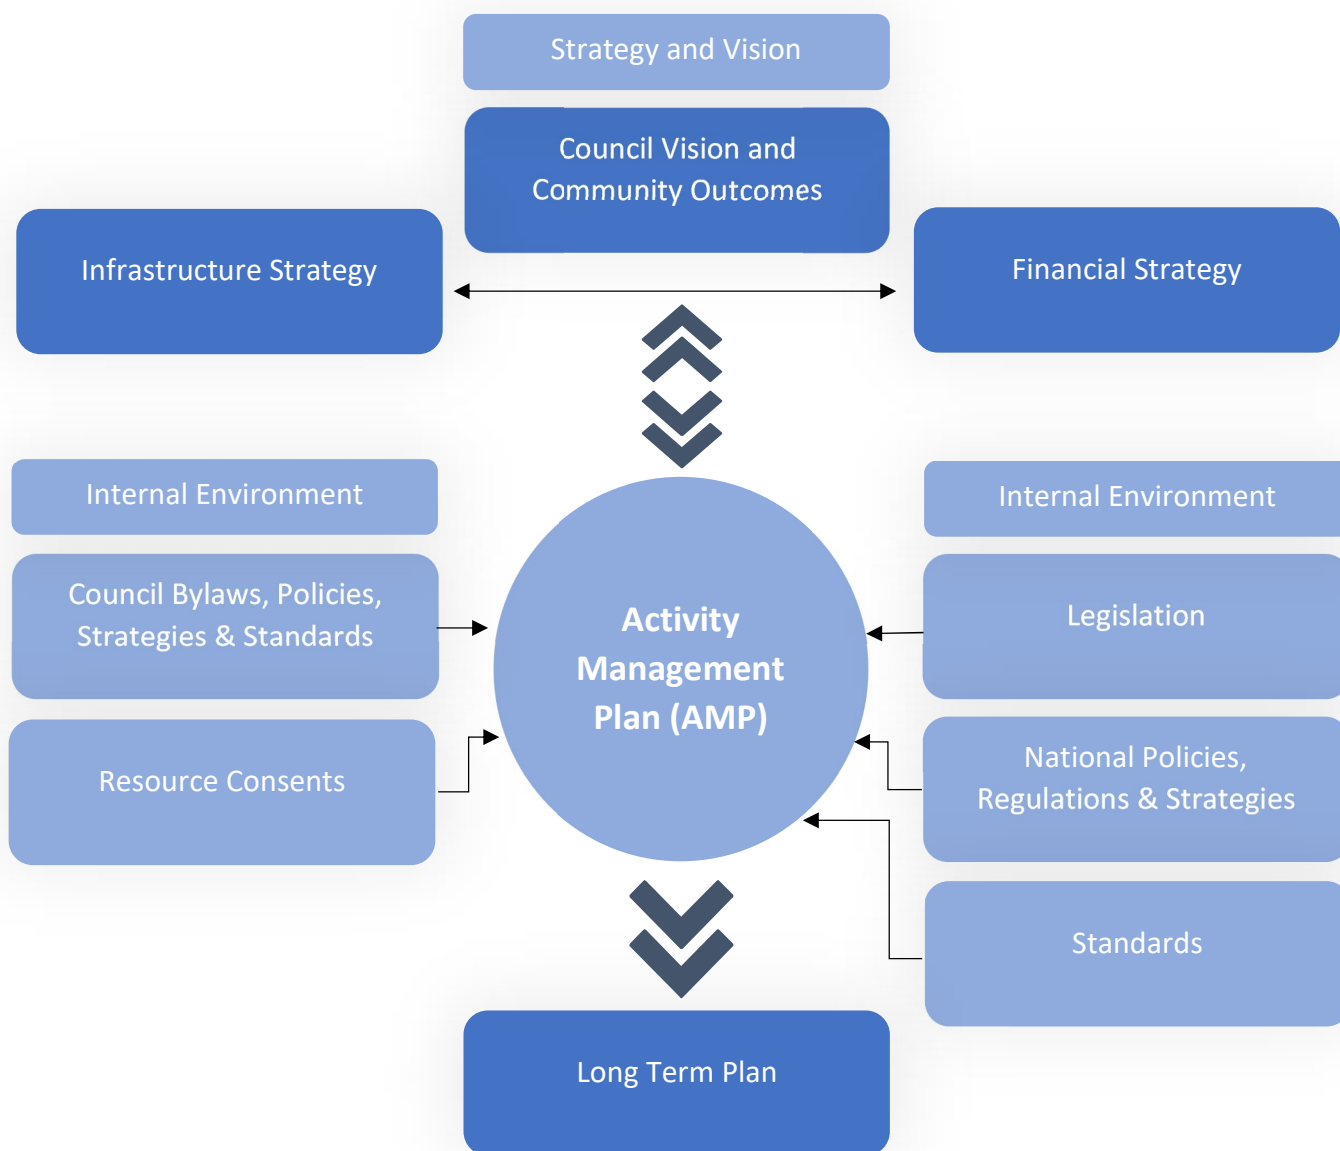 Strategy and Vision
Council Vision and
Community Outcomes
Infrastructure Strategy
Financial Strategy
Internal Environment
Council Bylaws, Policies,
Strategies & Standards
Resource Consents
Activity
Management
Plan (AMP)
Internal Environment
Legislation
National Policies,
Regulations & Strategies
Standards
Long Term Plan